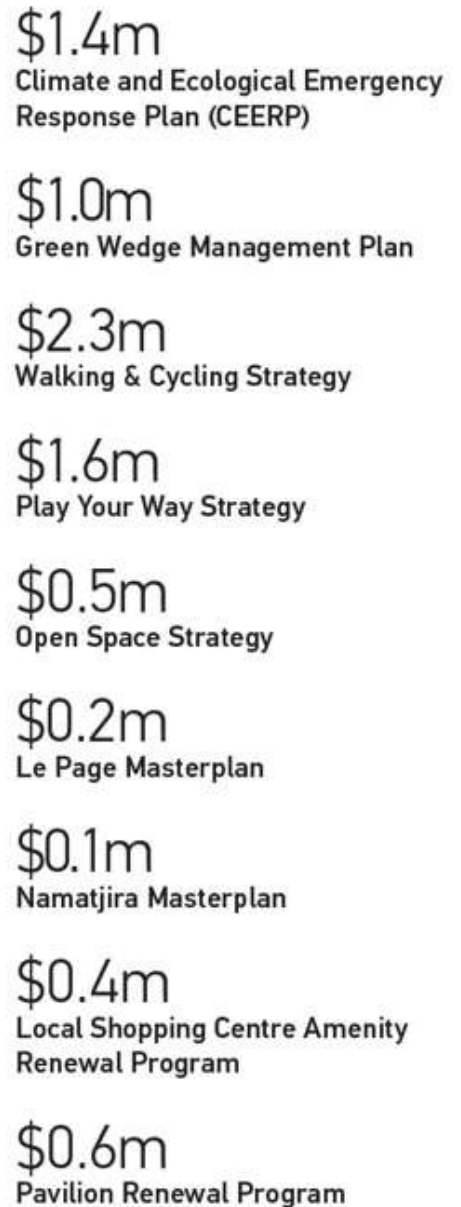 $1.4m
Climate and Ecological Emergency
Response Plan (CEERP)
$1.0m
Green Wedge Management Plan
$2.3m
Walking & Cycling Strategy
$1.6m
Play Your Way Strategy
$0.5m
Open Space Strategy
$0.2m
Le Page Masterplan
$0.1m
Namatjira Masterplan
$0.4m
Local Shopping Centre Amenity
Renewal Program
$0.6m
Pavilion Renewal Program